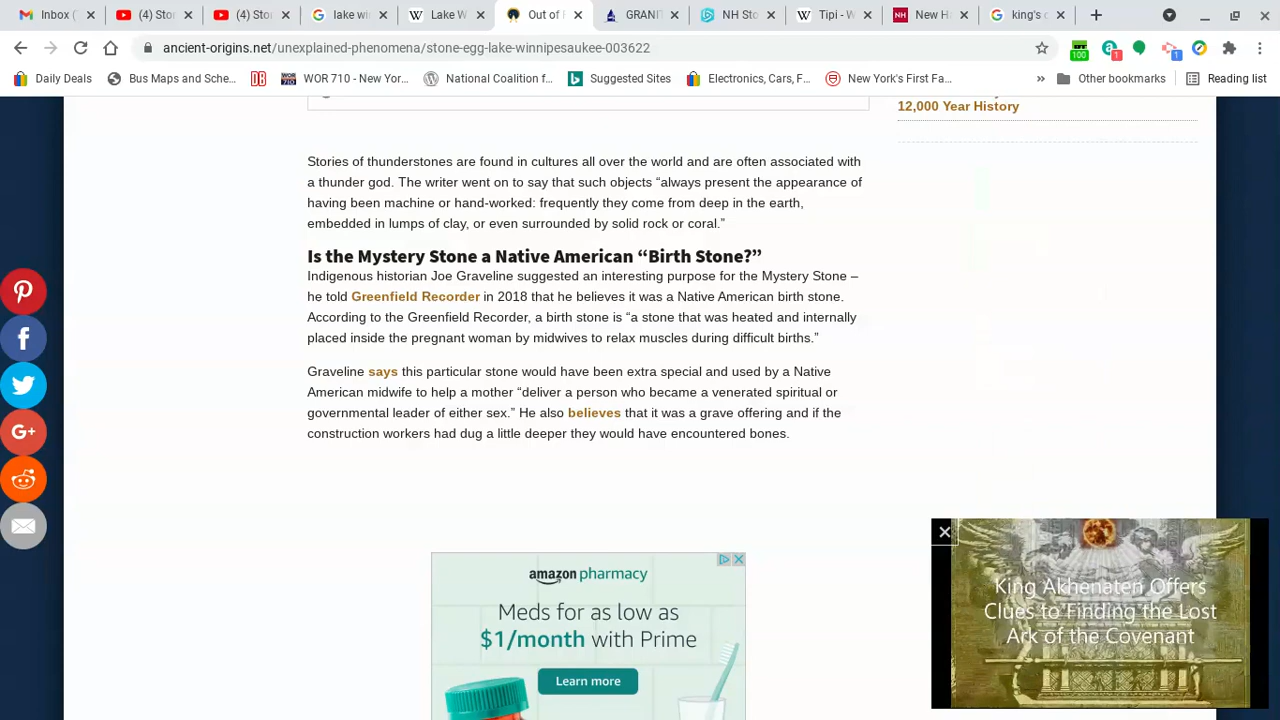 Inbox (
(4) Stor
(4) Stor
lake wi
Lake W
Out of
GRANI
NH Sto
Tipi - W
New H
king's c
ancient-origins.net/unexplained-phenomena/stone-egg-lake-winnipesaukee-003622
100
1
1
Daily Deals
Bus Maps and Sche...
WOR 710 - New Yor...
National Coalition f...
Suggested Sites
Electronics, Cars, F...
New York's First Fa...
»
Other bookmarks
Reading list
12,000 Year History
Stories of thunderstones are found in cultures all over the world and are often associated with
a thunder god. The writer went on to say that such objects “always present the appearance of
having been machine or hand-worked: frequently they come from deep in the earth,
embedded in lumps of clay, or even surrounded by solid rock or coral.”
Is the Mystery Stone a Native American “Birth Stone?”
Indigenous historian Joe Graveline suggested an interesting purpose for the Mystery Stone –
he told Greenfield Recorder in 2018 that he believes it was a Native American birth stone.
According to the Greenfield Recorder, a birth stone is “a stone that was heated and internally
placed inside the pregnant woman by midwives to relax muscles during difficult births.”
Graveline says this particular stone would have been extra special and used by a Native
American midwife to help a mother “deliver a person who became a venerated spiritual or
governmental leader of either sex.” He also believes that it was a grave offering and if the
construction workers had dug a little deeper they would have encountered bones.
amazon pharmacy
Meds for as low as
$1/month with Prime
Learn more
King Akhenaten Offers
Clues to Finding the Lost
Ark of the Covenant